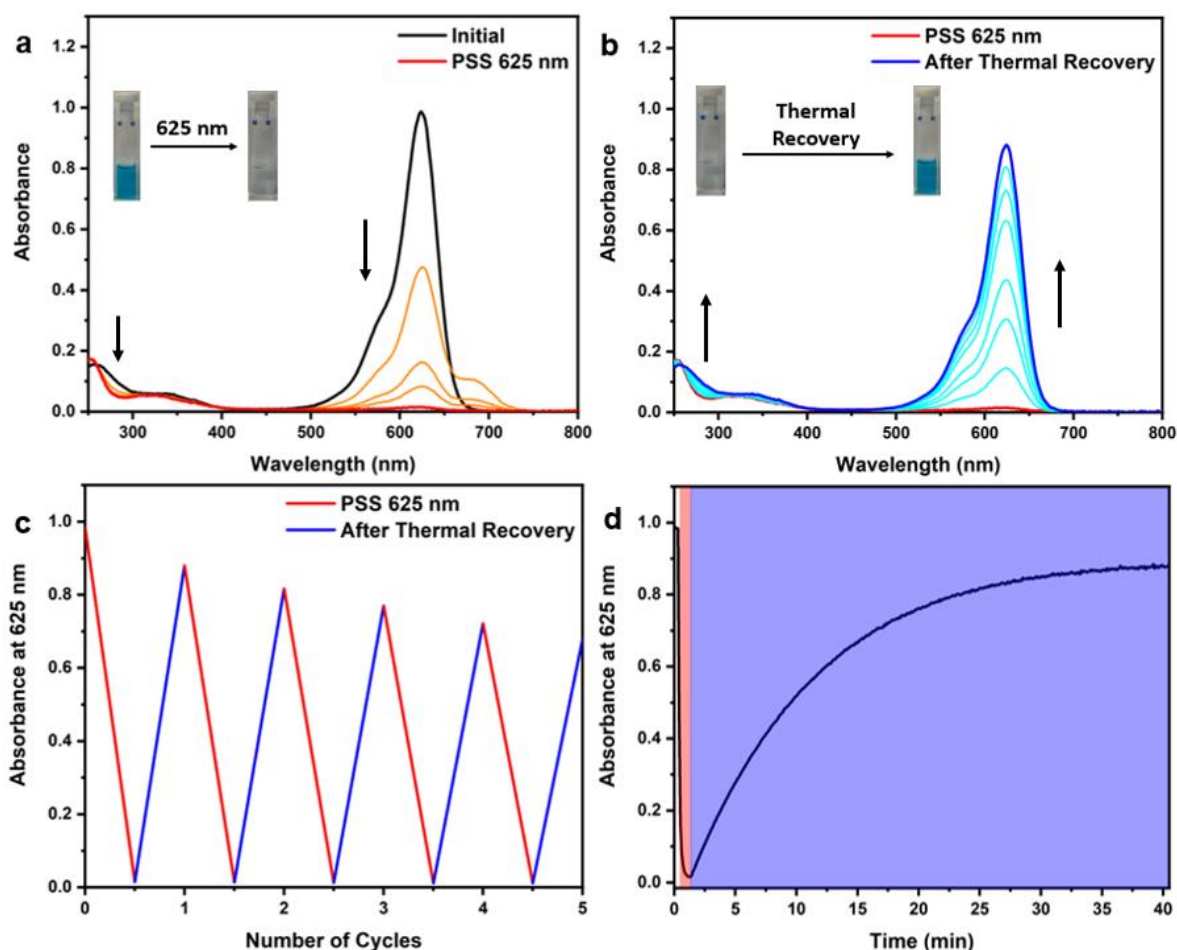 a
Initial
PSS 625 nm
625 nm
Absorbance
1.2
1.0
0.8
0.6
0.4
0.2
0.0
300 400 500 600 700 800
Wavelength (nm)
b
PSS 625 nm
After Thermal Recovery
Thermal
Recovery
Absorbance
1.2
1.0
0.8
0.6
0.4
0.2
0.0
300 400 500 600 700 800
Wavelength (nm)
c
PSS 625 nm
After Thermal Recovery
Absorbance at 625 nm
1.0
0.8
0.6
0.4
0.2
0.0
0 1 2 3 4 5
Number of Cycles
d
Absorbance at 625 nm
1.0
0.8
0.6
0.4
0.2
0.0
0 5 10 15 20 25 30 35 40
Time (min)